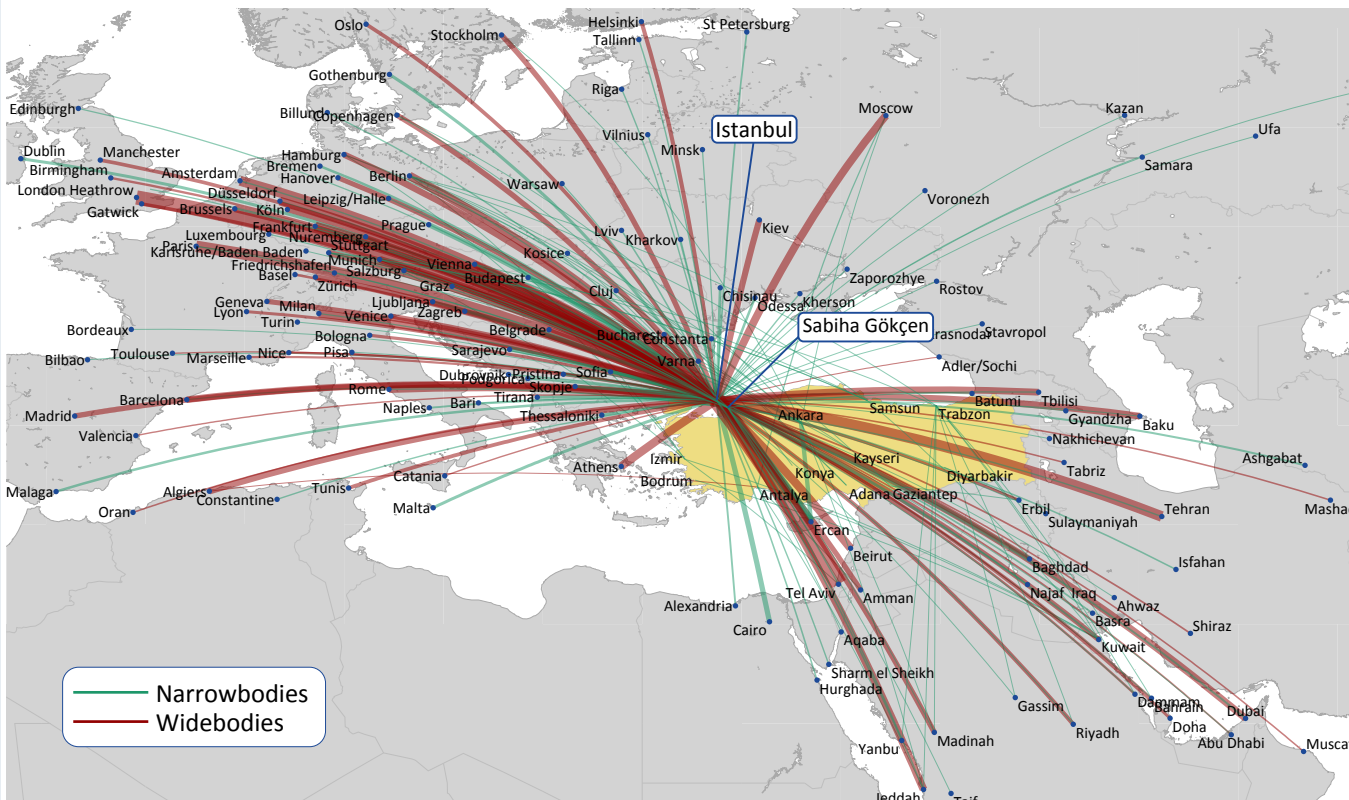 Oslo
Stockholm
Helsinki
St Petersburg
Tallinn
Gothenburg
Riga
Edinburgh
Billund
Copenhagen
Moscow
Kazan
Ufa
Vilnius
Istanbul
Minsk
Dublin
Manchester
Hamburg
Samara
Birmingham
Amsterdam
Bremen
Hanover
Berlin
Warsaw
London Heathrow
Düsseldorf
Leipzig/Halle
Voronezh
Gatwick
Brussels
Köln
Frankfurt
Prague
Lviv
Kiev
Luxembourg
Nuremberg
Kharkov
Paris
Stuttgart
Karlsruhe/Baden Baden
Kosice
Friedrichshafen
Munich
Vienna
Basel
Salzburg
Budapest
Zaporozhye
Zürich
Graz
Cluj
Chisinau
Rostov
Geneva
Milan
Ljubljana
Odessa
Kherson
Lyon
Venice
Zagreb
Turin
Sabiha Gökçen
Bordeaux
Bologna
Belgrade
Bucharest
Constanta
rasnodar
Stavropol
Toulouse
Nice
Pisa
Sarajevo
Bilbao
Marseille
Varna
Adler/Sochi
Dubrovnik
Pristina
Sofia
Podgorica
Rome
Skopje
Barcelona
Bari
Tirana
Batumi
Tbilisi
Madrid
Naples
Thessaloniki
Ankara
Samsun
Trabzon
Gyandzha
Baku
Valencia
Nakhichevan
Izmir
Kayseri
Ashgabat
Athens
Konya
Diyarbakir
Tabriz
Catania
Bodrum
Malaga
Algiers
Constantine
Tunis
Antalya
Adana
Gaziantep
Oran
Malta
Erbil
Tehran
Masha
Sulaymaniyah
Ercan
Beirut
Baghdad
Isfahan
Tel Aviv
Amman
Najaf Iraq
Ahwaz
Alexandria
Basra
Cairo
Shiraz
Aqaba
Kuwait
Sharm el Sheikh
Hurghada
Narrowbodies
Widebodies
Gassim
Dammam
Bahrain
Dubai
Doha
Riyadh
Madinah
Abu Dhabi
Yanbu
Musca
Jeddah
Taif